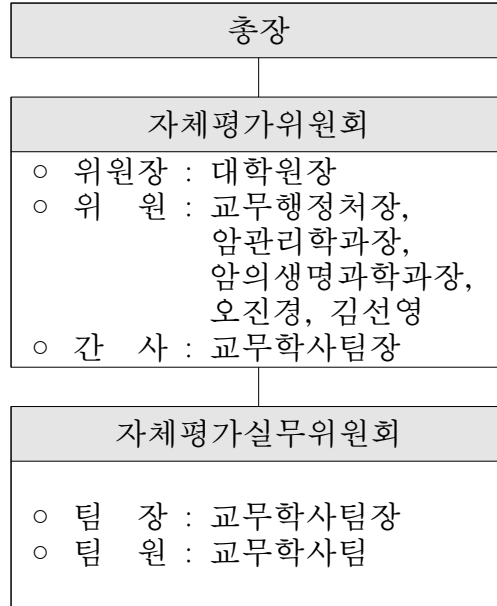 총장
자체평가위원회
○ 위원장 : 대학원장
○ 위 원 : 교무행정처장,
암관리학과장,
암의생명과학과장,
오진경, 김선영
○ 간 사 : 교무학사팀장
자체평가실무위원회
○ 팀 장 : 교무학사팀장
○ 팀 원 : 교무학사팀